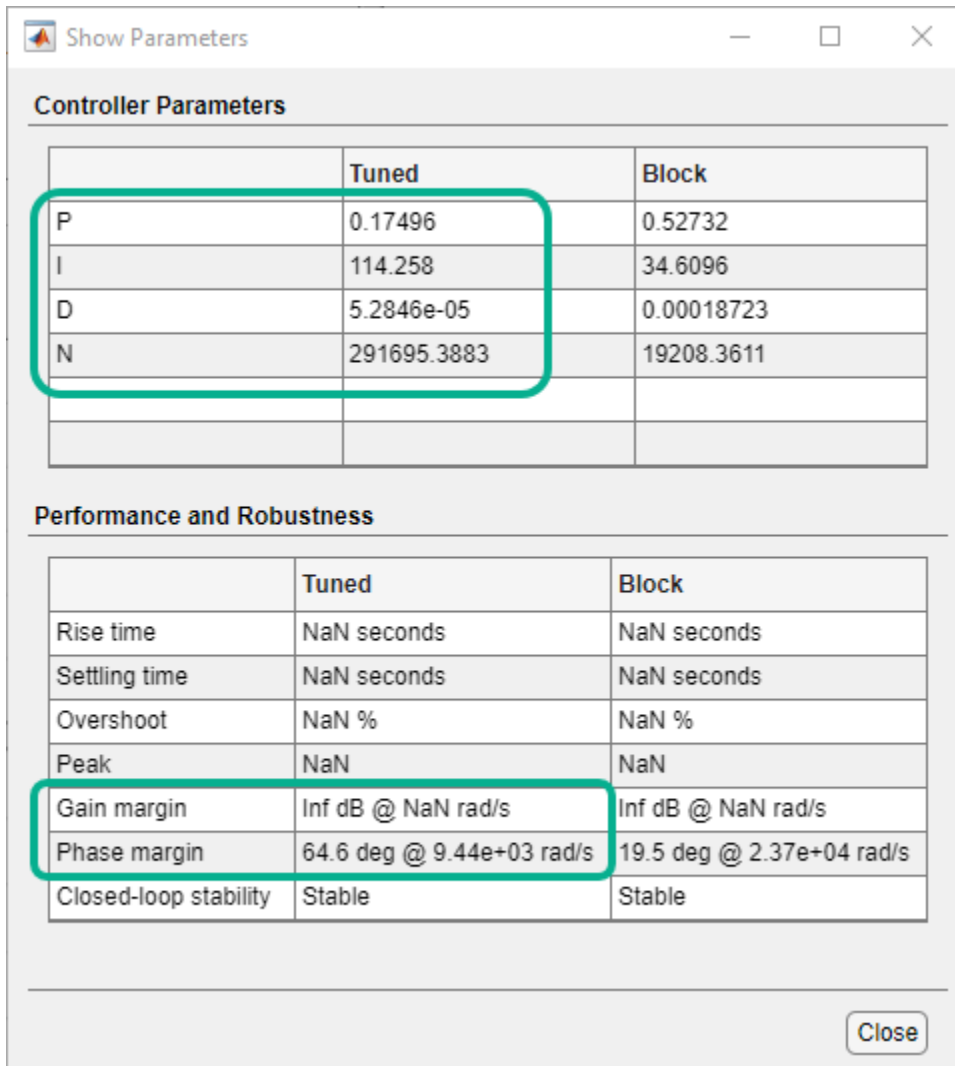 Show Parameters
Controller Parameters
Tuned Block
P 0.17496 0.52732
I 114.258 34.6096
D 5.2846e-05 0.00018723
N 291695.3883 19208.3611
Performance and Robustness
Tuned Block
Rise time NaN seconds NaN seconds
Settling time NaN seconds NaN seconds
Overshoot NaN % NaN %
Peak NaN NaN
Gain margin Inf dB @ NaN rad/s Inf dB @ NaN rad/s
Phase margin 64.6 deg @ 9.44e+03 rad/s 19.5 deg @ 2.37e+04 rad/s
Closed-loop stability Stable Stable
Close